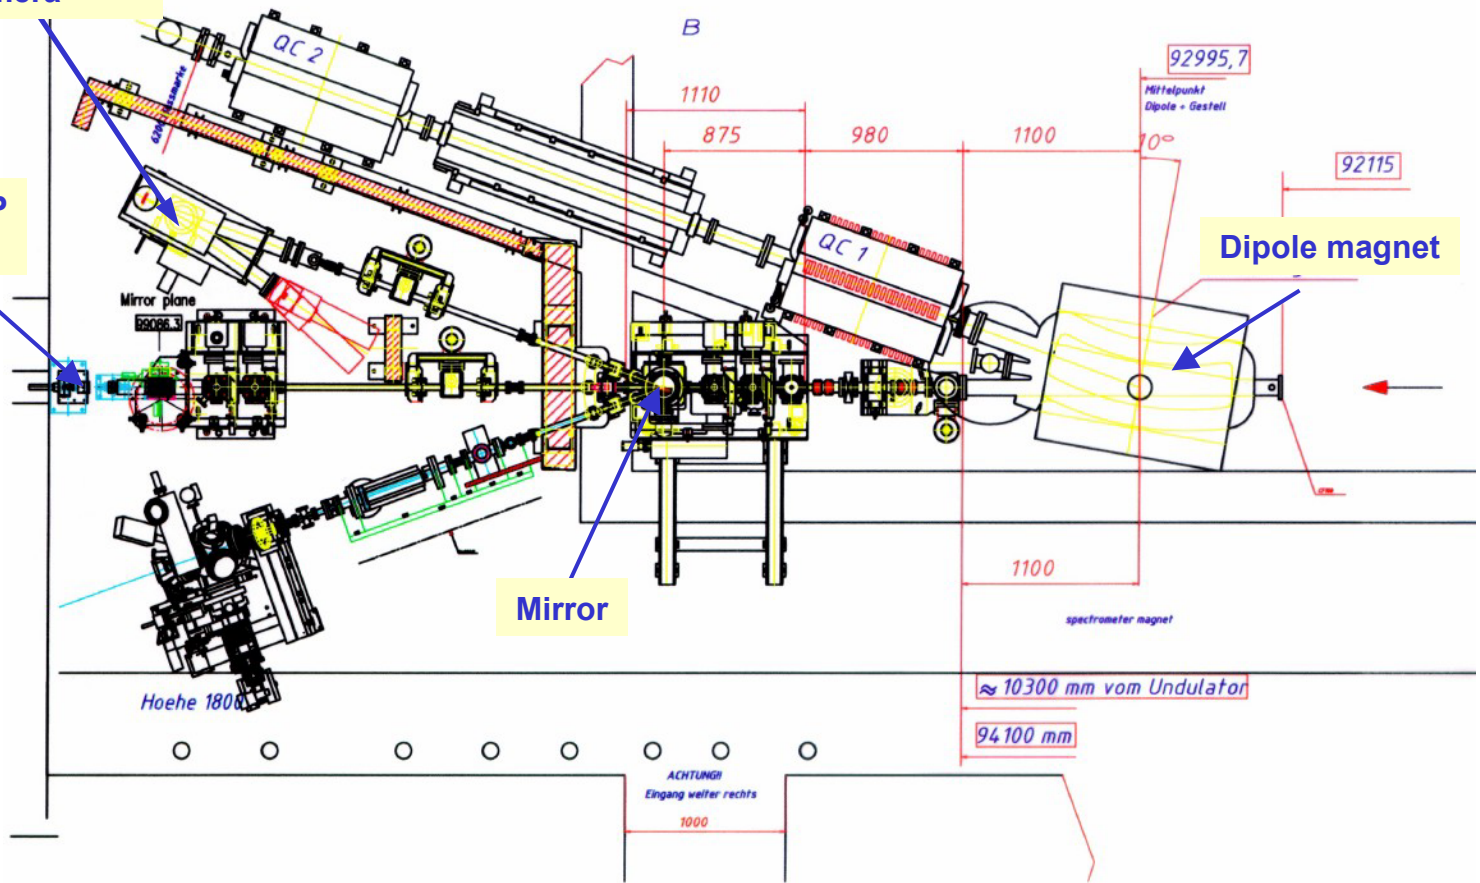 B
QC 2
92995,7
Mittelpunkt
Dipole + Gestell
1110
875
980
1100
10°
92115
QC 1
Dipole magnet
Mirror plane
99086.3
Mirror
1100
spectrometer magnet
≈ 10300 mm vom Undulator
94100 mm
Hoehe 1800
ACHTUNG!!
Eingang weiter rechts
1000